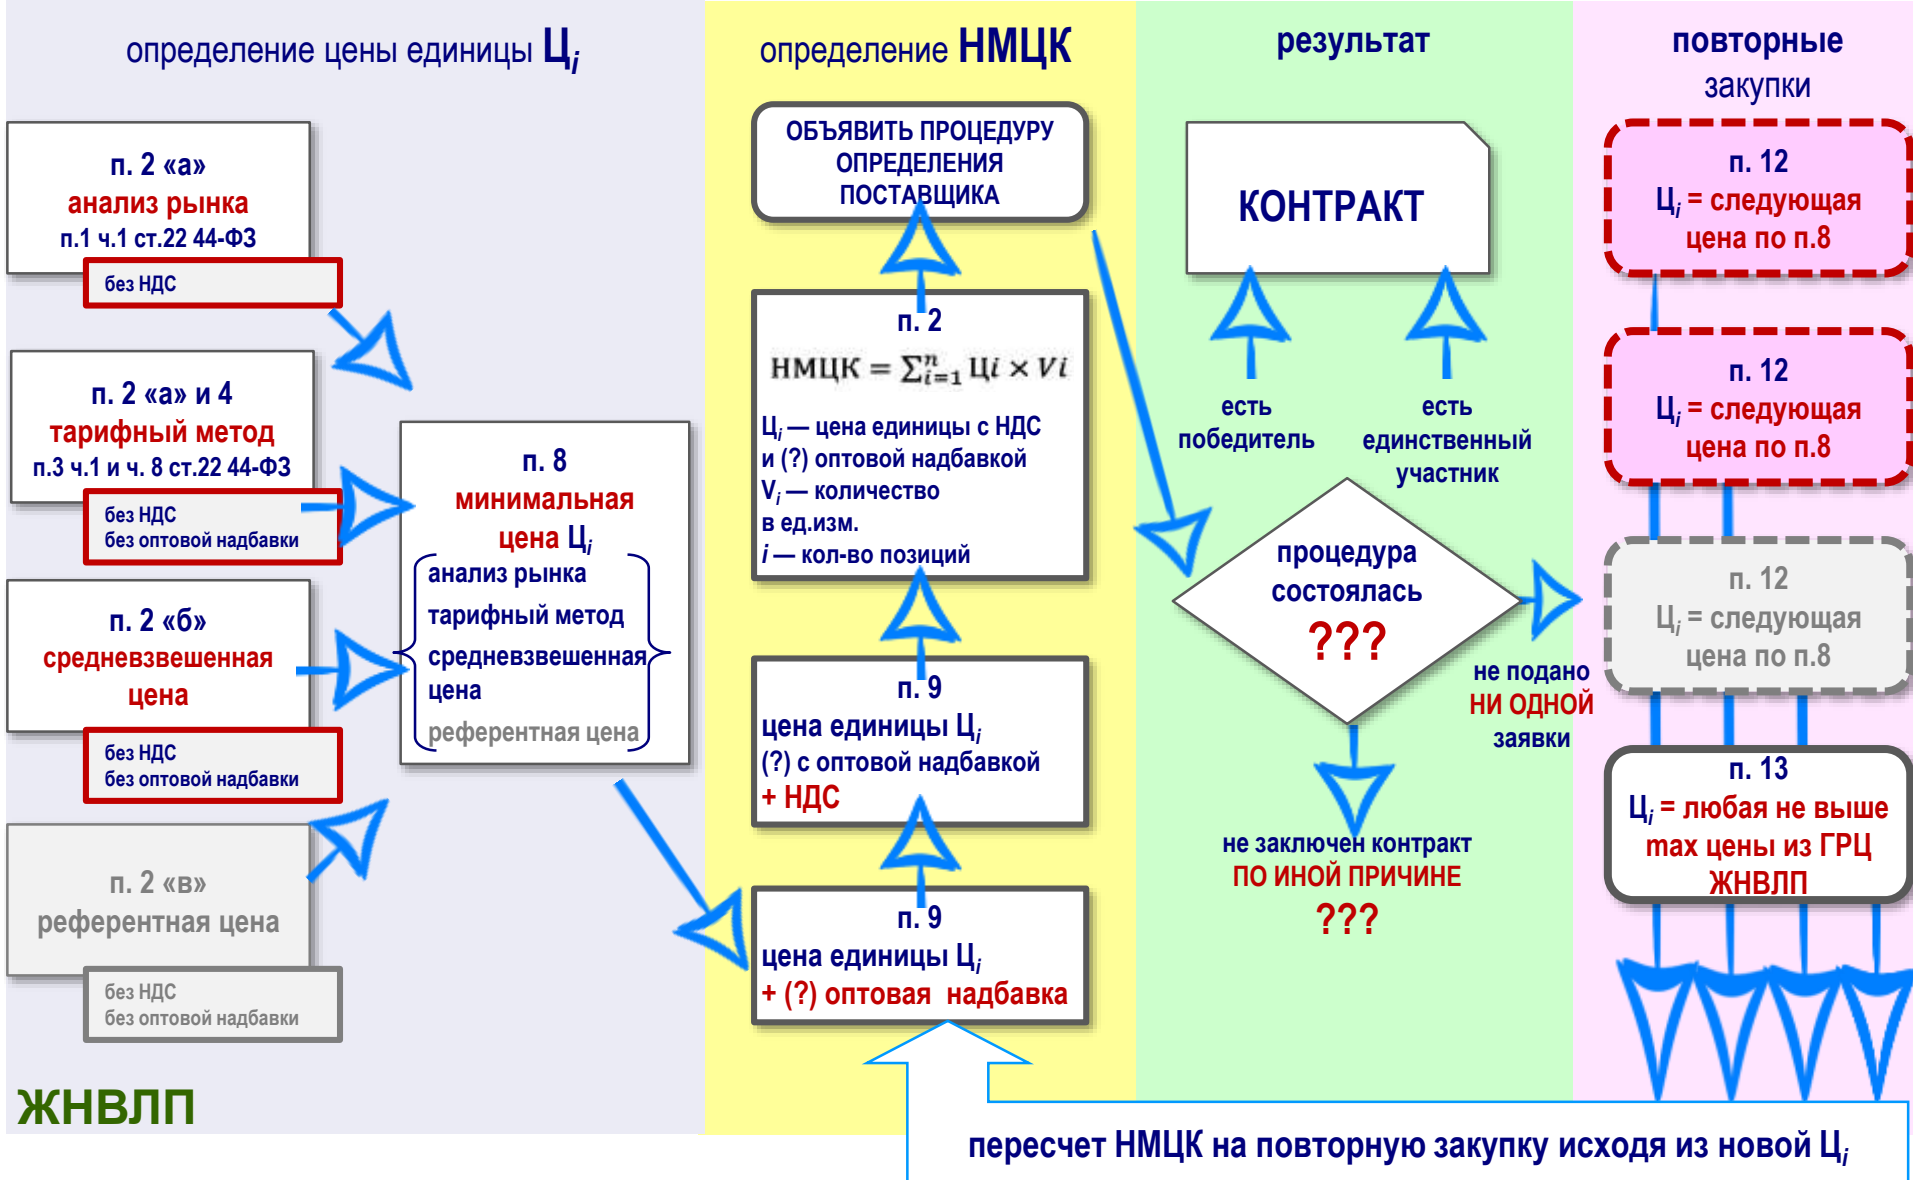 определение цены единицы Цi
п. 2 «а»
анализ рынка
п.1 ч.1 ст.22 44-ФЗ
без НДС
п. 2 «а» и 4
тарифный метод
п.3 ч.1 и ч. 8 ст.22 44-ФЗ
без НДС
без оптовой надбавки
п. 2 «б»
средневзвешенная
цена
без НДС
без оптовой надбавки
п. 2 «в»
референтная цена
без НДС
без оптовой надбавки
ЖНВЛП
п. 8
минимальная
цена Цi
анализ рынка
тарифный метод
средневзвешенная
цена
референтная цена
определение НМЦК
ОБЪЯВИТЬ ПРОЦЕДУРУ
ОПРЕДЕЛЕНИЯ
ПОСТАВЩИКА
п. 2
НМЦК = ∑ⁿᵢ₌₁ Цi × Vi
Цi — цена единицы с НДС
и (?) оптовой надбавкой
Vi — количество
в ед.изм.
i — кол-во позиций
п. 9
цена единицы Цi
(?) с оптовой надбавкой
+ НДС
п. 9
цена единицы Цi
+ (?) оптовая надбавка
результат
КОНТРАКТ
есть
победитель
есть
единственный
участник
процедура
состоялась
???
не подано
НИ ОДНОЙ
заявки
не заключен контракт
ПО ИНОЙ ПРИЧИНЕ
???
повторные
закупки
п. 12
Цi = следующая
цена по п.8
п. 12
Цi = следующая
цена по п.8
п. 12
Цi = следующая
цена по п.8
п. 13
Цi = любая не выше
max цены из ГРЦ
ЖНВЛП
пересчет НМЦК на повторную закупку исходя из новой Цi